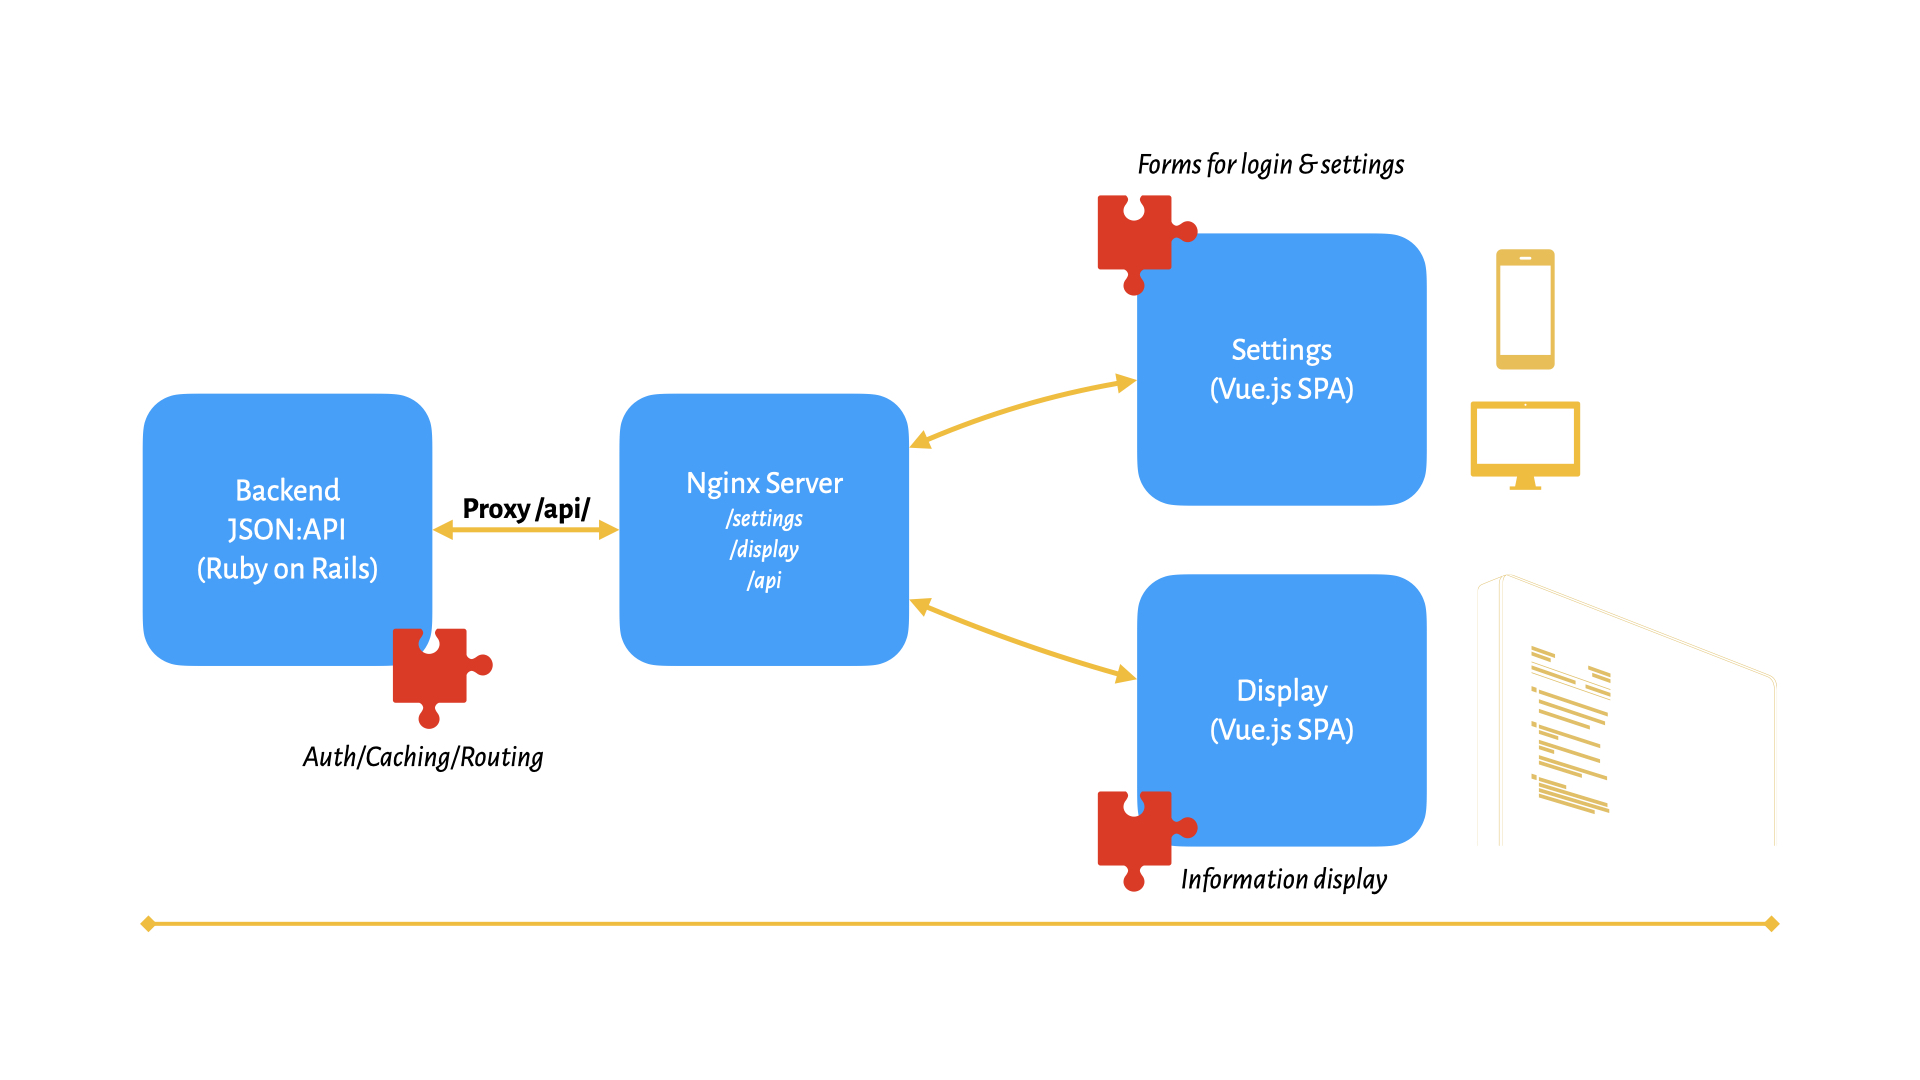 Forms for login & settings
Settings
(Vue.js SPA)
Backend
JSON:API
(Ruby on Rails)
Proxy /api/
Nginx Server
/settings
/display
/api
Auth/Caching/Routing
Display
(Vue.js SPA)
Information display